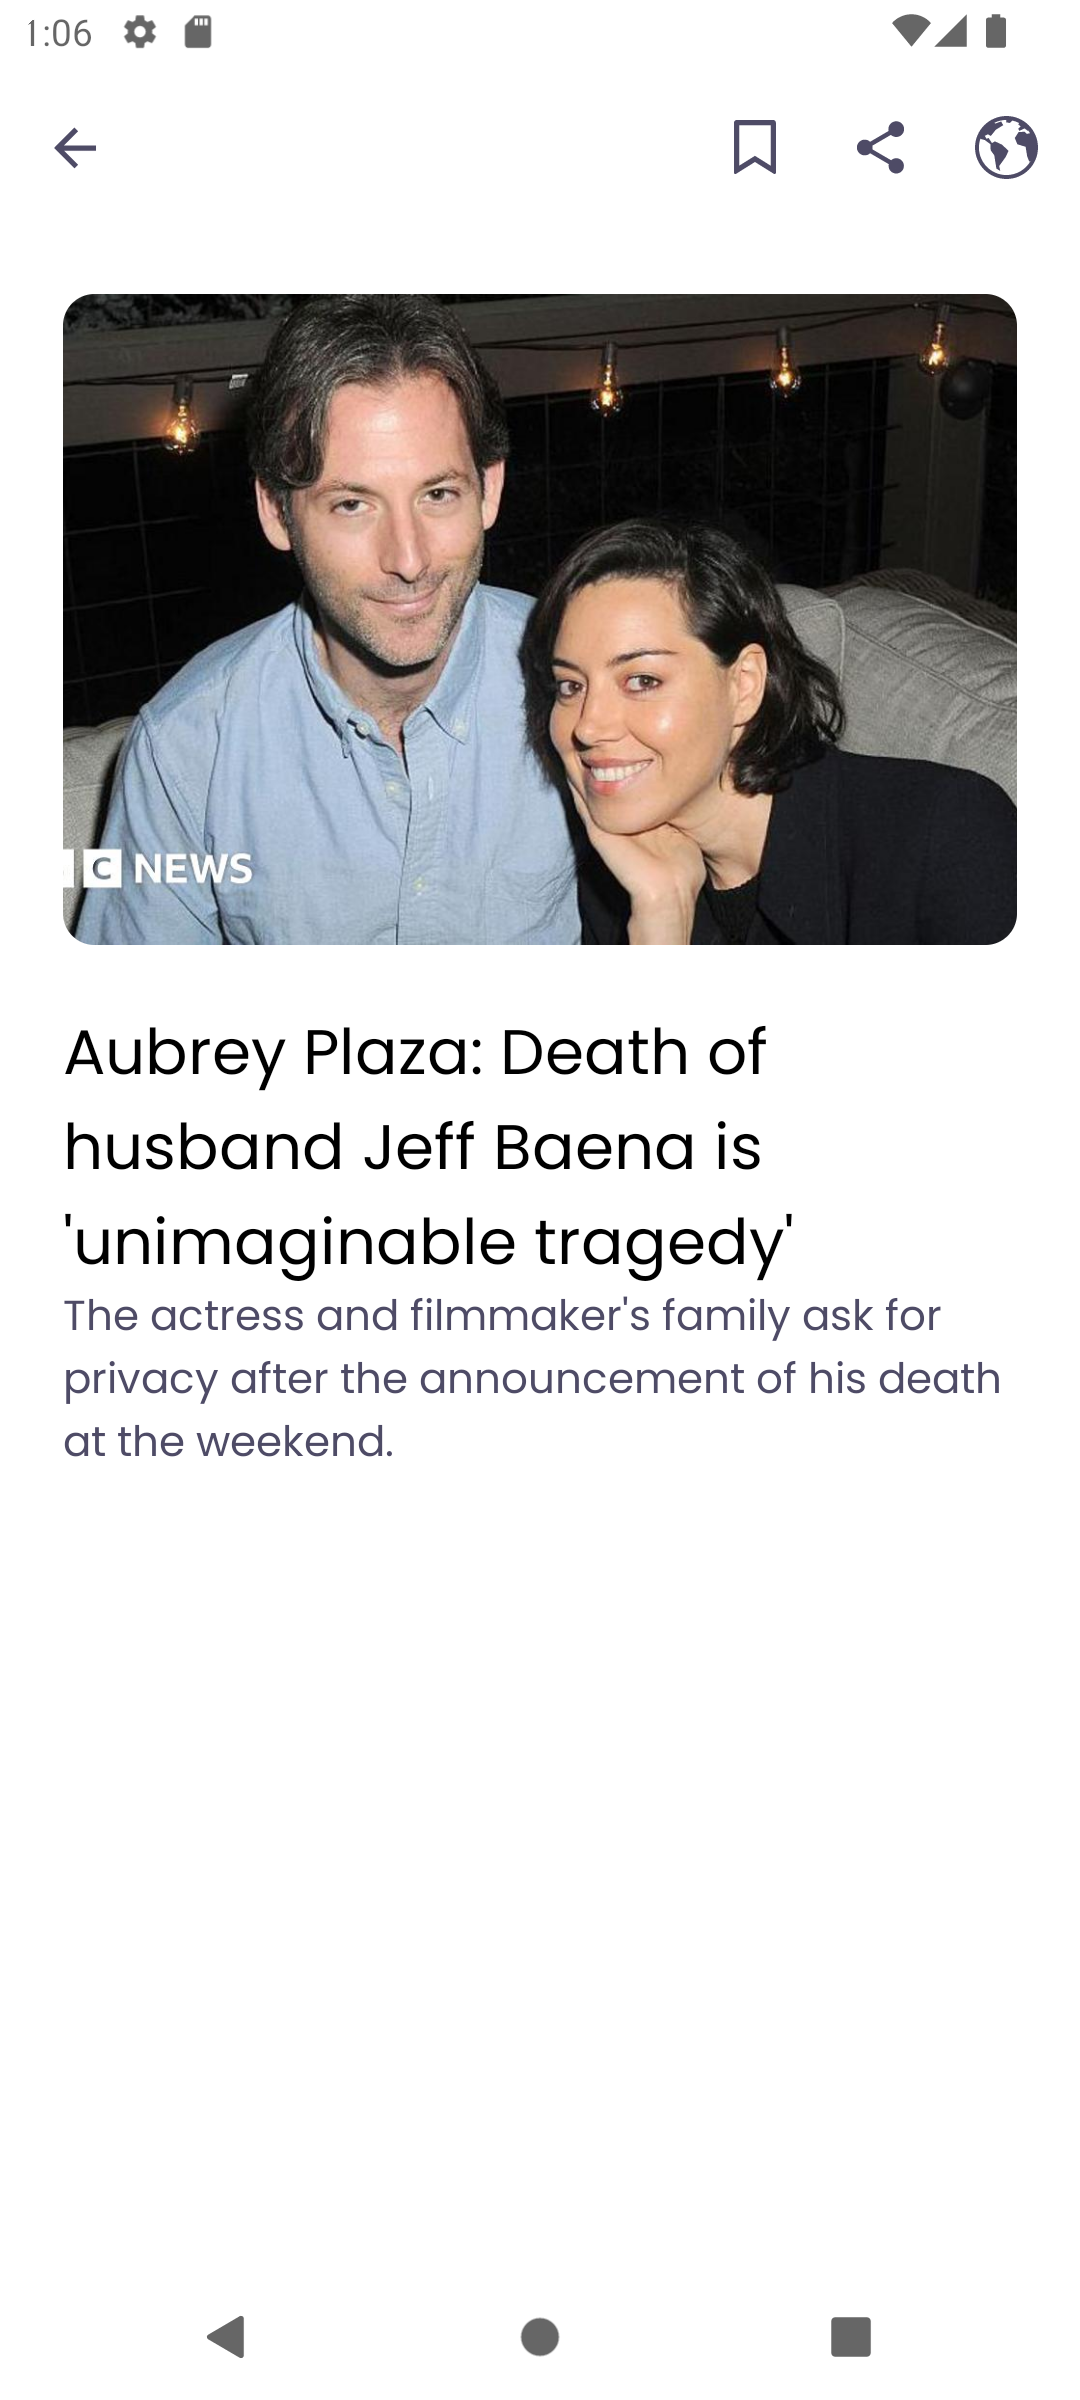 1:06
C NEWS
Aubrey Plaza: Death of
husband Jeff Baena is
'unimaginable tragedy'
The actress and filmmaker's family ask for
privacy after the announcement of his death
at the weekend.